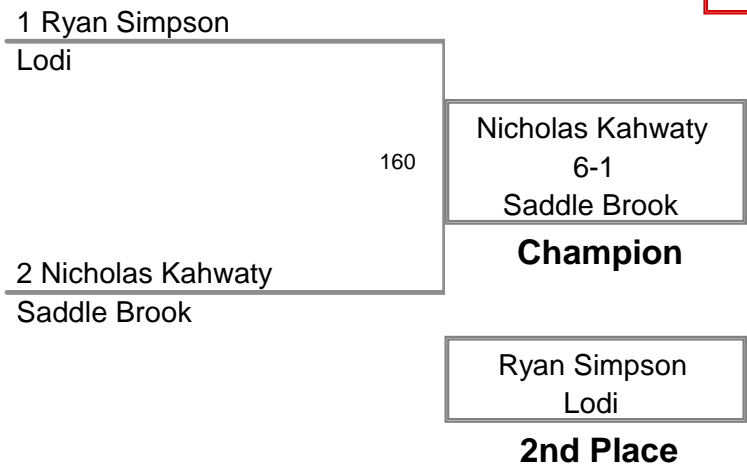 1 Ryan Simpson
Lodi
160
Nicholas Kahwaty
6-1
Saddle Brook
Champion
2 Nicholas Kahwaty
Saddle Brook
Ryan Simpson
Lodi
2nd Place